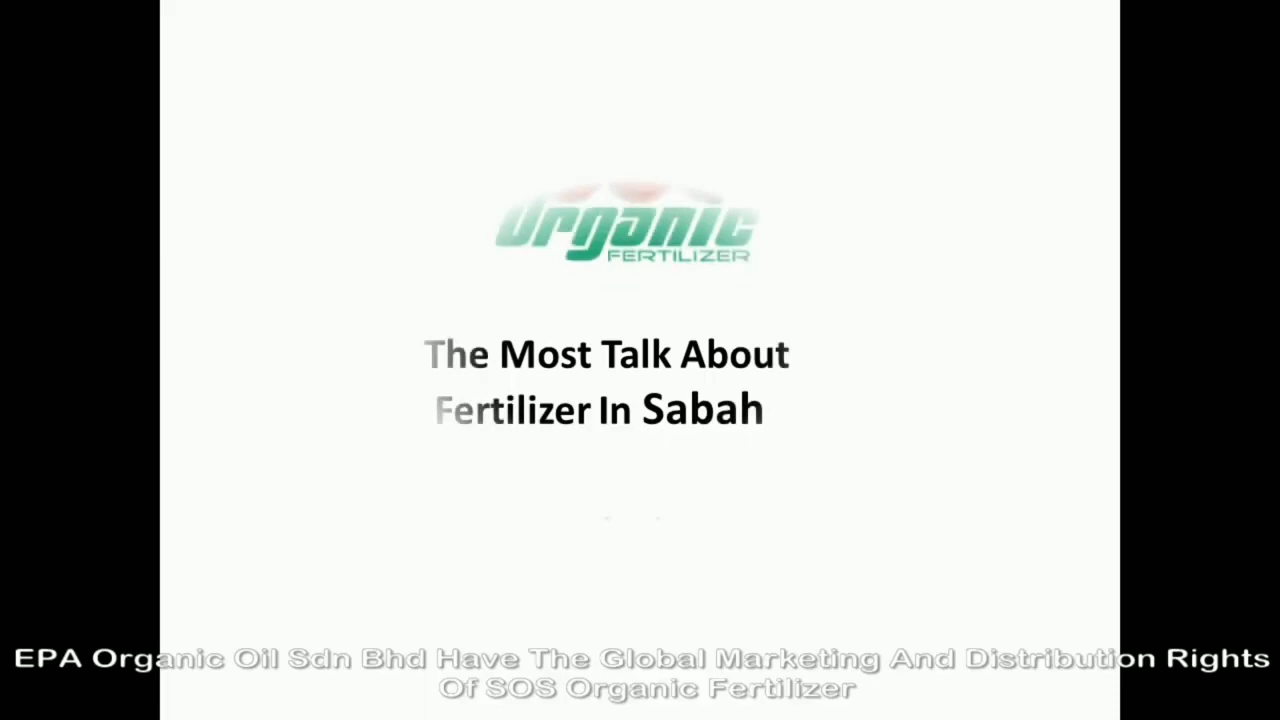 Organic
FERTILIZER
The Most Talk About
Fertilizer In Sabah
EPA Organic Oil Sdn Bhd Have The Global Marketing And Distribution Rights
Of SOS Organic Fertilizer